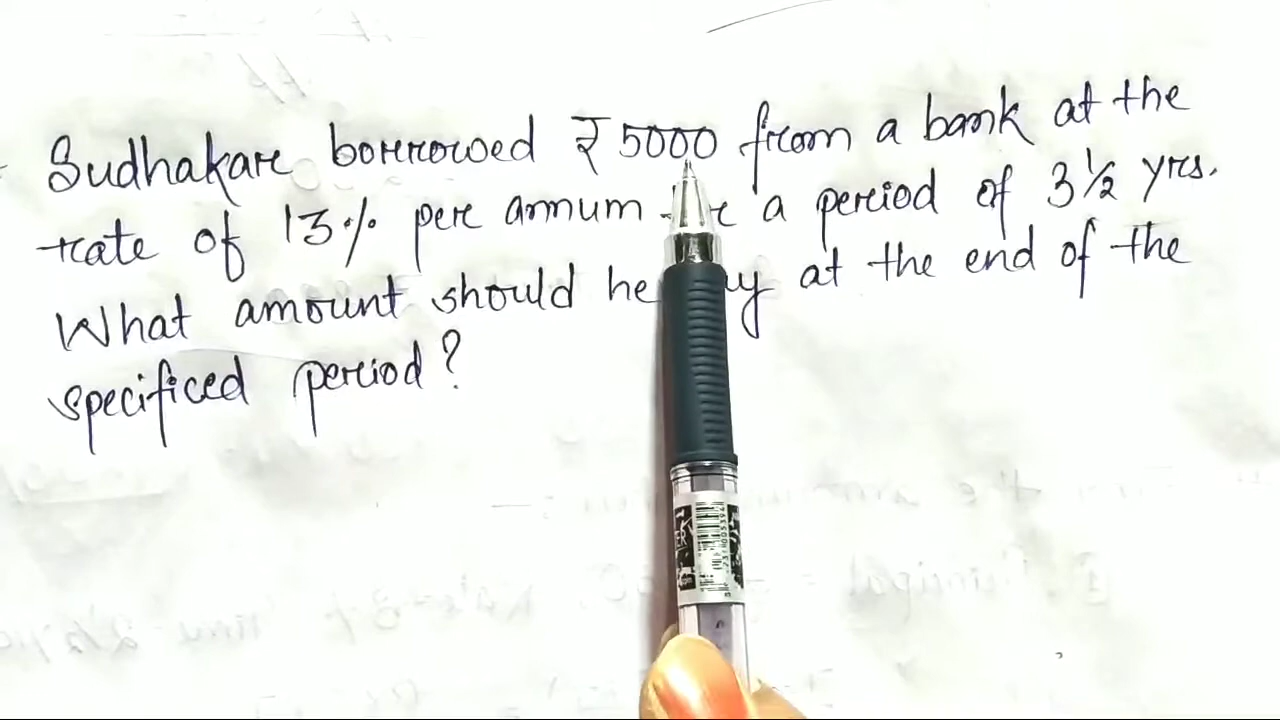 Sudhakar borrowed ₹ 5000 from a bank at the
rate of 13% per annum a period of 3½ yrs.
What amount should he at the end of the
specificed period?